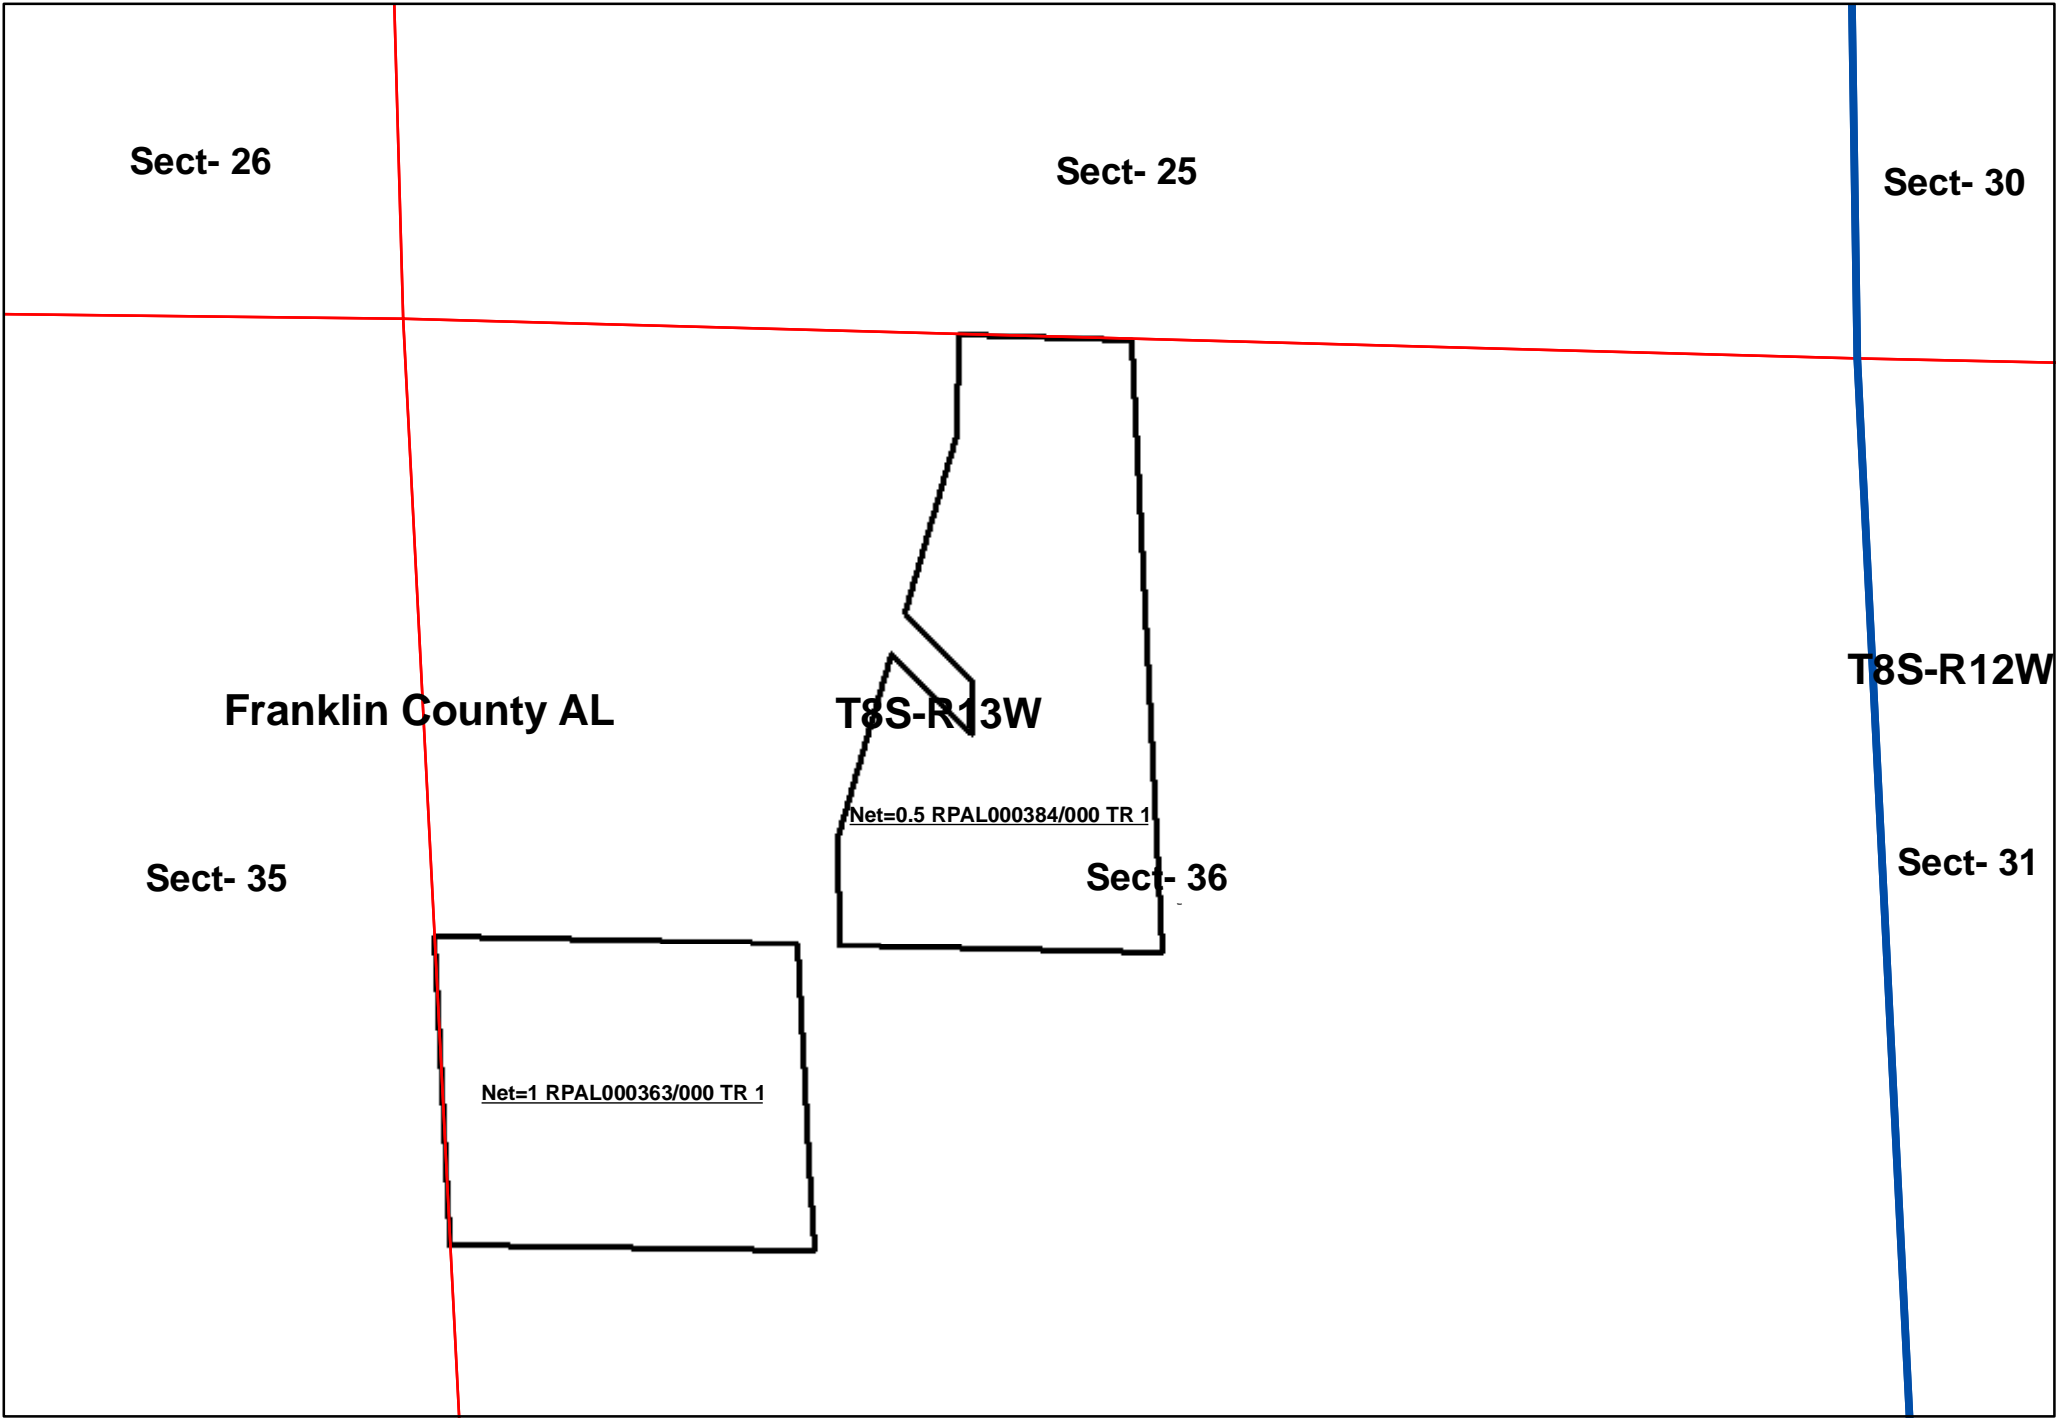 Sect- 26
Sect- 25
Sect- 30
Franklin County AL
T8S-R13W
T8S-R12W
Net=0.5 RPAL000384/000 TR 1
Sect- 35
Sect- 36
Sect- 31
Net=1 RPAL000363/000 TR 1